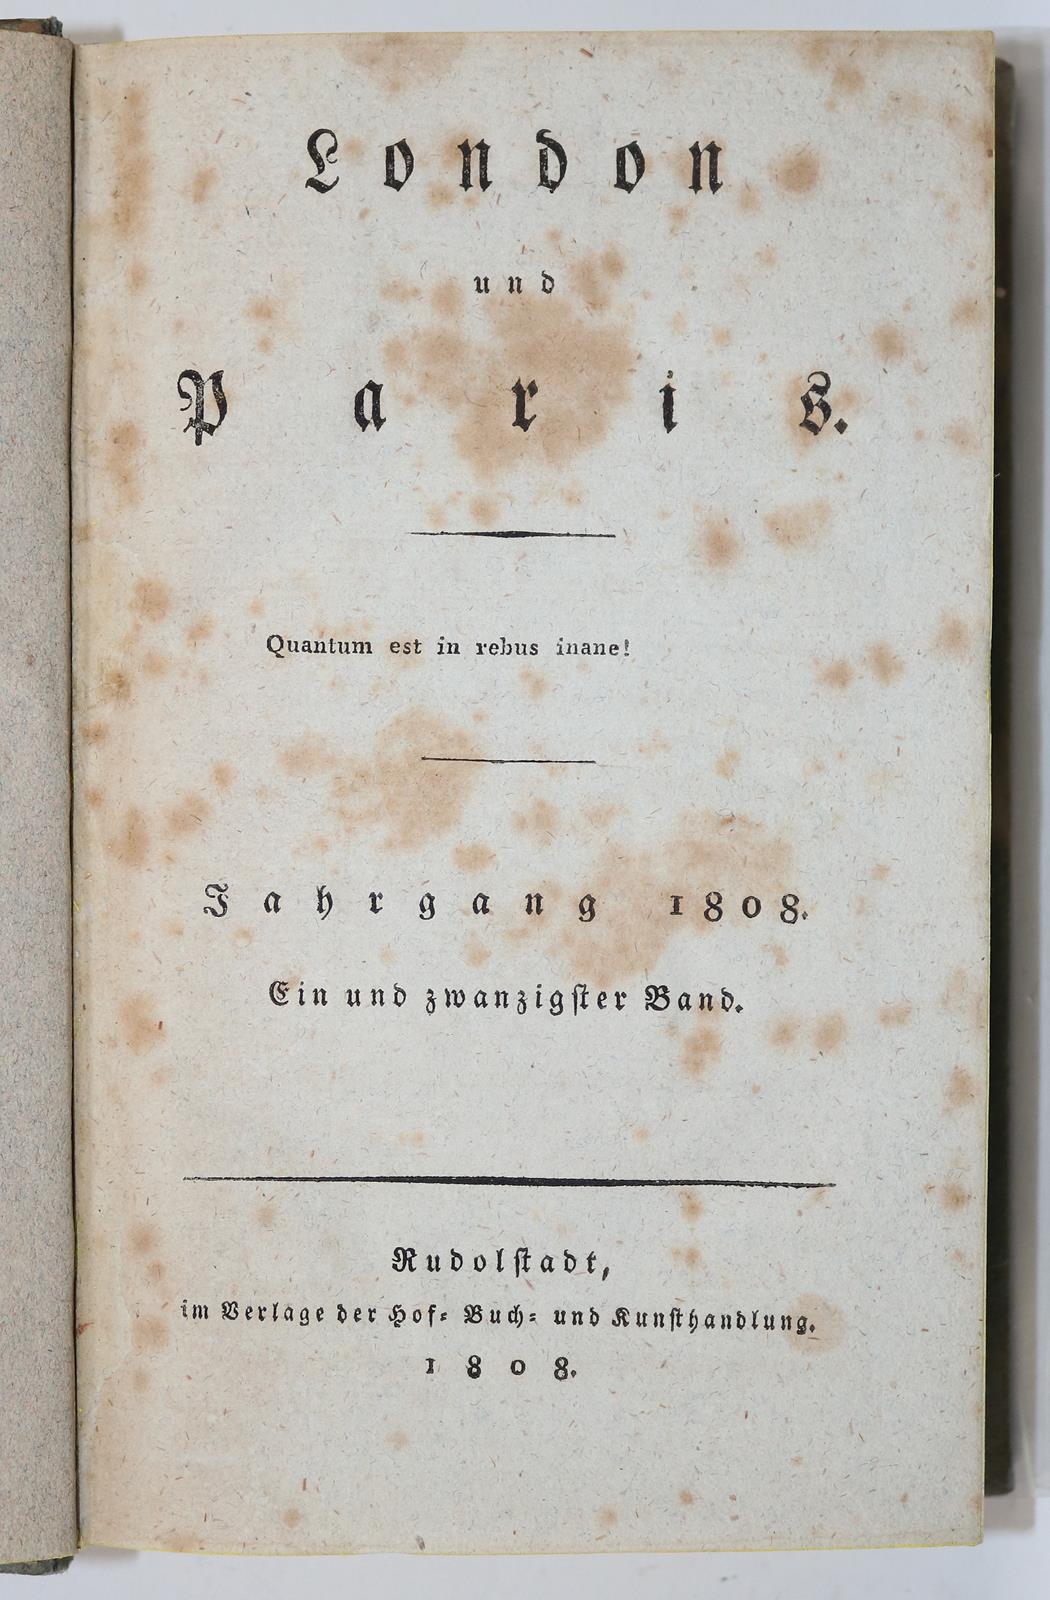 London
und
Paris.
Quantum est in rebus inane!
Jahrgang 1808.
Ein und zwanzigſter Band.
Rudolſtadt,
im Verlage der Hof- Buch- und Kunſthandlung.
1808.